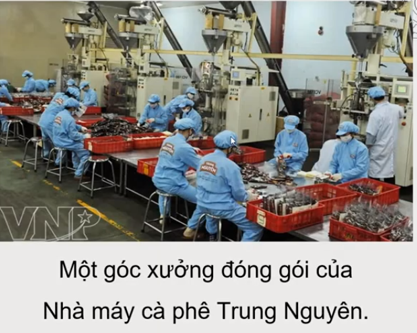 VNP
Một góc xưởng đóng gói của
Nhà máy cà phê Trung Nguyên.